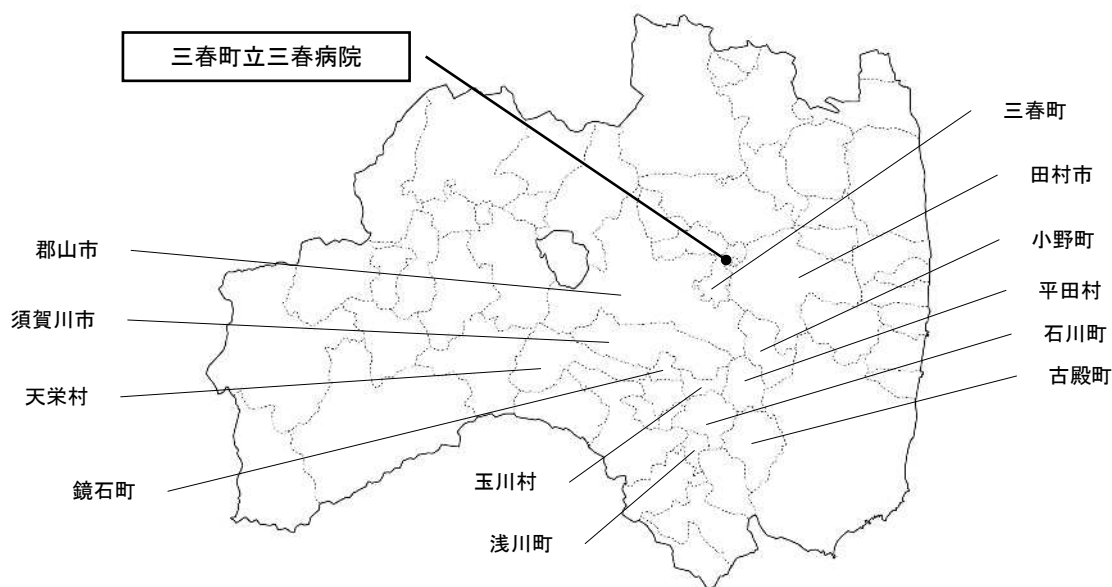 三春町立三春病院
三春町
田村市
小野町
平田村
石川町
古殿町
郡山市
須賀川市
天栄村
鏡石町
玉川村
浅川町